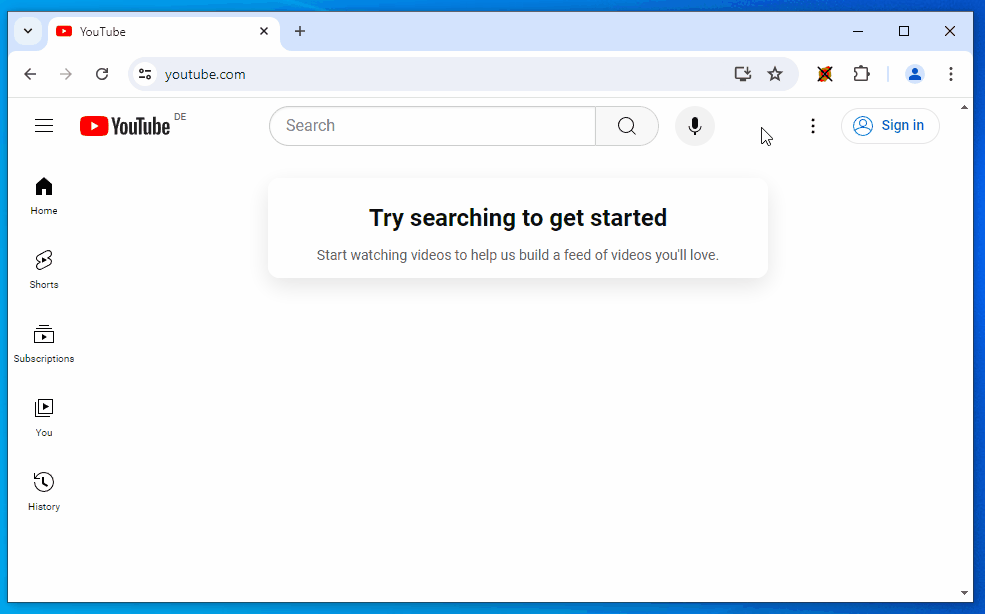 YouTube
youtube.com
YouTube DE
Search
Sign in
Home
Shorts
Subscriptions
You
History
Try searching to get started
Start watching videos to help us build a feed of videos you'll love.